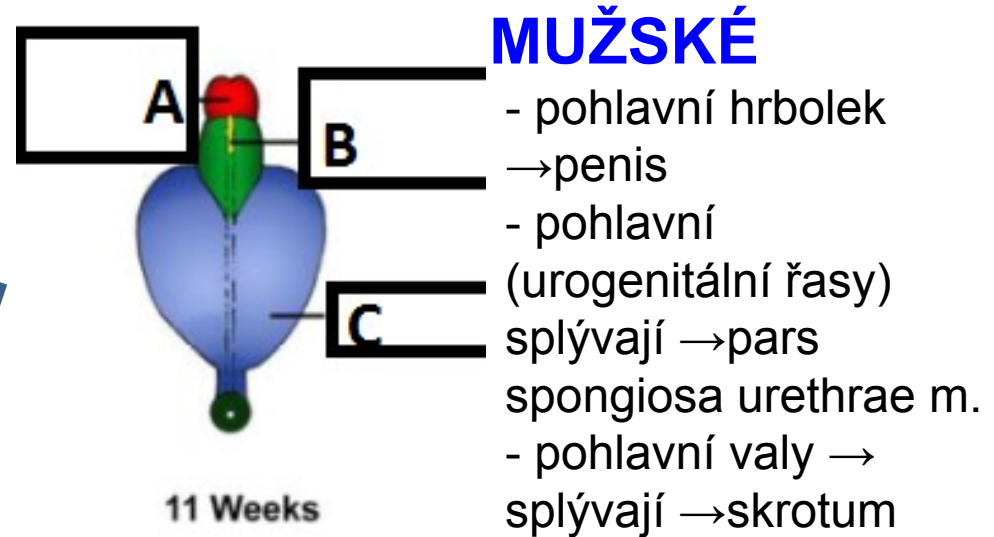 A
B
C
11 Weeks
MUŽSKÉ
- pohlavní hrbolek
→penis
- pohlavní
(urogenitální řasy)
splývají →pars
spongiosa urethrae m.
- pohlavní valy →
splývají →skrotum